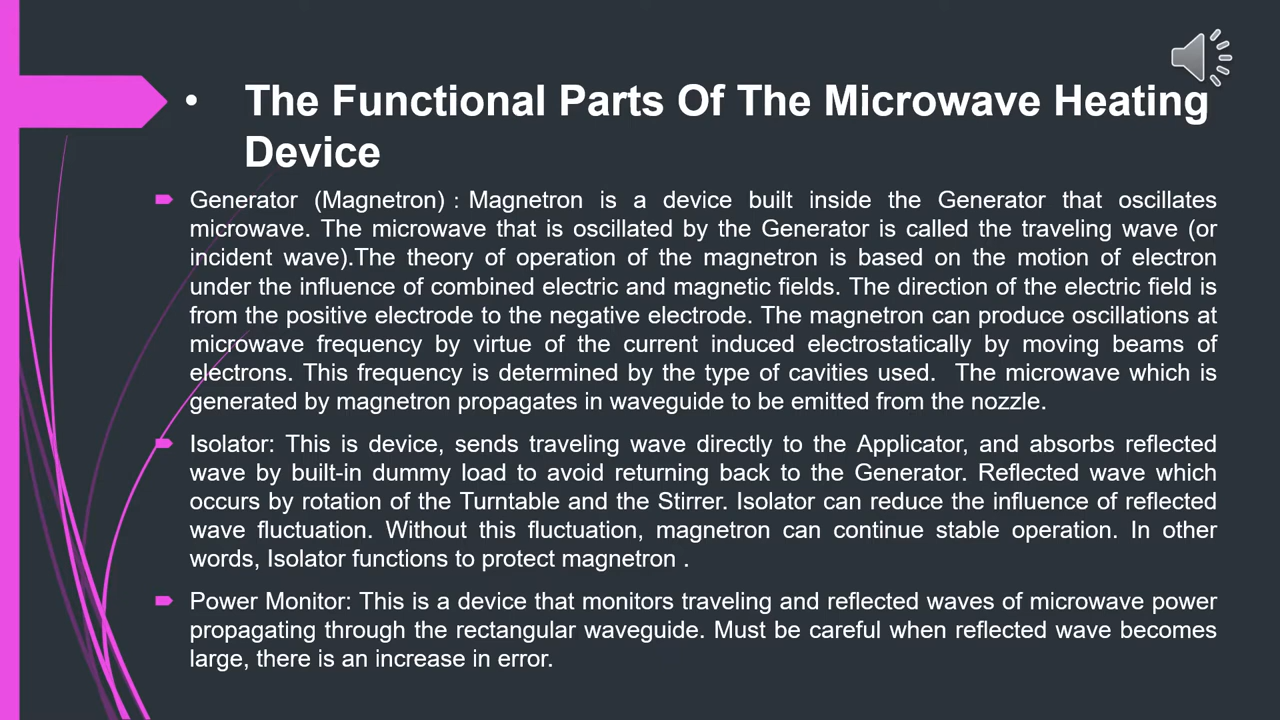 • The Functional Parts Of The Microwave Heating
Device
Generator (Magnetron) : Magnetron is a device built inside the Generator that oscillates
microwave. The microwave that is oscillated by the Generator is called the traveling wave (or
incident wave).The theory of operation of the magnetron is based on the motion of electron
under the influence of combined electric and magnetic fields. The direction of the electric field is
from the positive electrode to the negative electrode. The magnetron can produce oscillations at
microwave frequency by virtue of the current induced electrostatically by moving beams of
electrons. This frequency is determined by the type of cavities used.  The microwave which is
generated by magnetron propagates in waveguide to be emitted from the nozzle.
Isolator: This is device, sends traveling wave directly to the Applicator, and absorbs reflected
wave by built-in dummy load to avoid returning back to the Generator. Reflected wave which
occurs by rotation of the Turntable and the Stirrer. Isolator can reduce the influence of reflected
wave fluctuation. Without this fluctuation, magnetron can continue stable operation. In other
words, Isolator functions to protect magnetron .
Power Monitor: This is a device that monitors traveling and reflected waves of microwave power
propagating through the rectangular waveguide. Must be careful when reflected wave becomes
large, there is an increase in error.